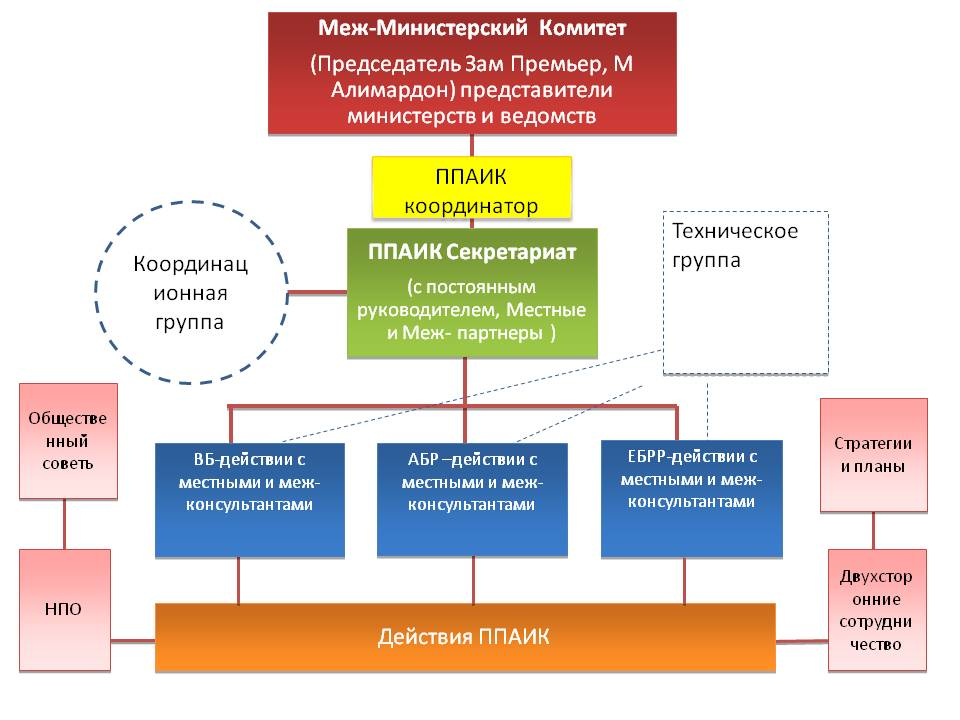 Меж-Министерский Комитет
(Председатель Зам Премьер, М
Алимардон) представители
министерств и ведомств
ППАИК
координатор
ППАИК Секретариат
(с постоянным
руководителем, Местные
и Меж- партнеры )
Координац
ионная
группа
Техническое
группа
Обществе
нный
советь
ВБ-действии с
местными и меж-
консультантами
АБР –действии с
местными и меж-
консультантами
ЕБРР-действии с
местными и меж-
консультантами
Стратегии
и планы
НПО
Действия ППАИК
Двухстор
онние
сотрудни
чество